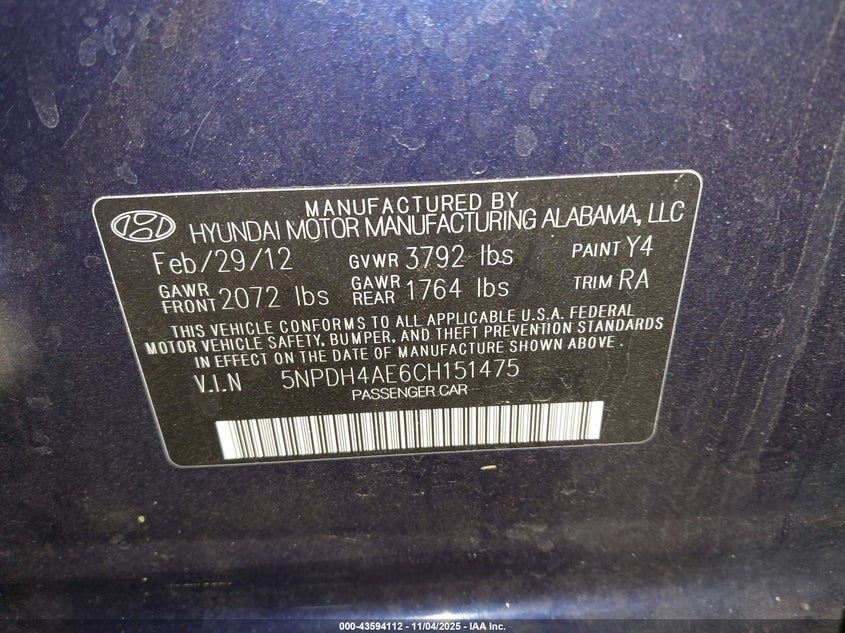 MANUFACTURED BY
HYUNDAI MOTOR MANUFACTURING ALABAMA, LLC
Feb/29/12 GVWR 3792 lbs PAINT Y4
GAWR FRONT 2072 lbs GAWR REAR 1764 lbs TRIM RA
THIS VEHICLE CONFORMS TO ALL APPLICABLE U.S.A. FEDERAL
MOTOR VEHICLE SAFETY, BUMPER, AND THEFT PREVENTION STANDARDS
IN EFFECT ON THE DATE OF MANUFACTURE SHOWN ABOVE.
V.I.N 5NPDH4AE6CH151475
PASSENGER CAR
000-43594112 - 11/04/2025 - IAA Inc.